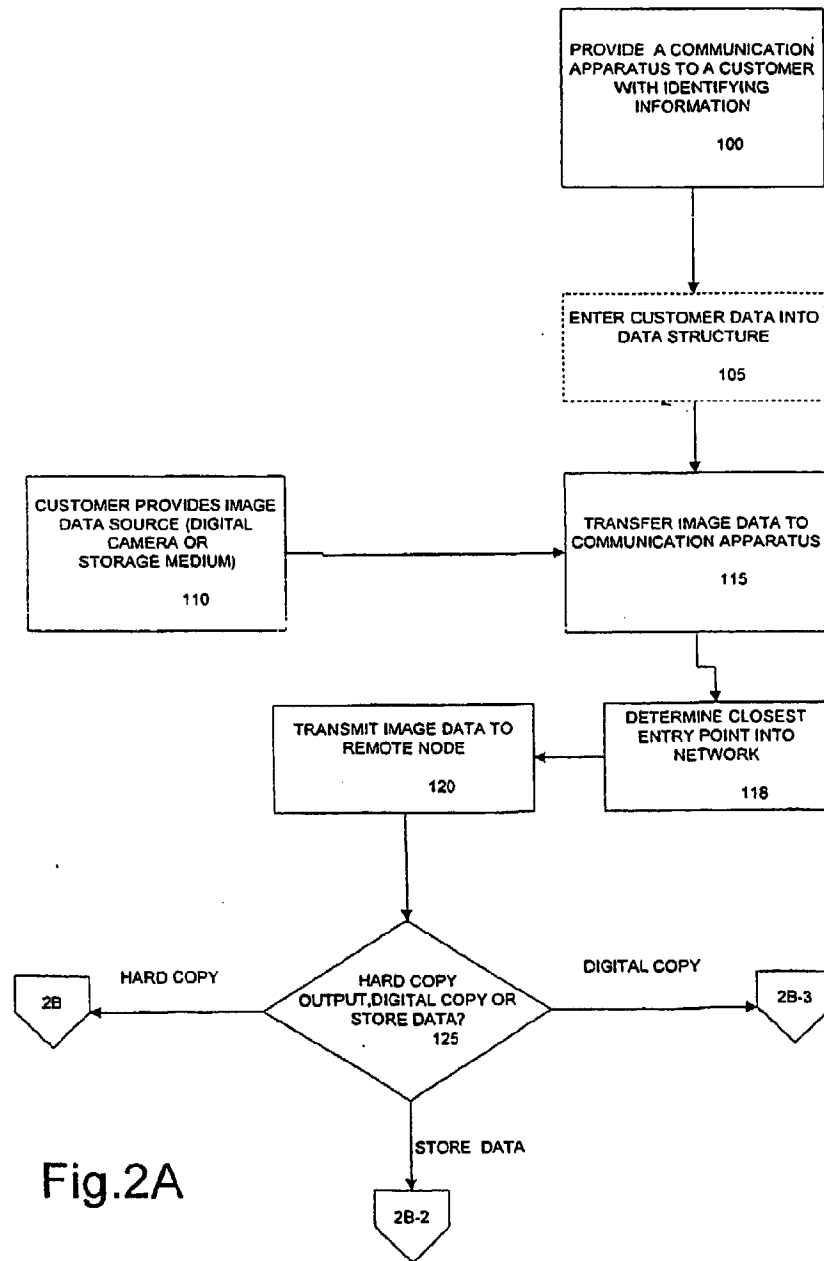 PROVIDE A COMMUNICATION
APPARATUS TO A CUSTOMER
WITH IDENTIFYING
INFORMATION
100
ENTER CUSTOMER DATA INTO
DATA STRUCTURE
105
CUSTOMER PROVIDES IMAGE
DATA SOURCE (DIGITAL
CAMERA OR
STORAGE MEDIUM)
110
TRANSFER IMAGE DATA TO
COMMUNICATION APPARATUS
115
DETERMINE CLOSEST
ENTRY POINT INTO
NETWORK
118
TRANSMIT IMAGE DATA TO
REMOTE NODE
120
HARD COPY
OUTPUT,DIGITAL COPY OR
STORE DATA?
125
HARD COPY
2B
DIGITAL COPY
2B-3
STORE DATA
2B-2
Fig.2A